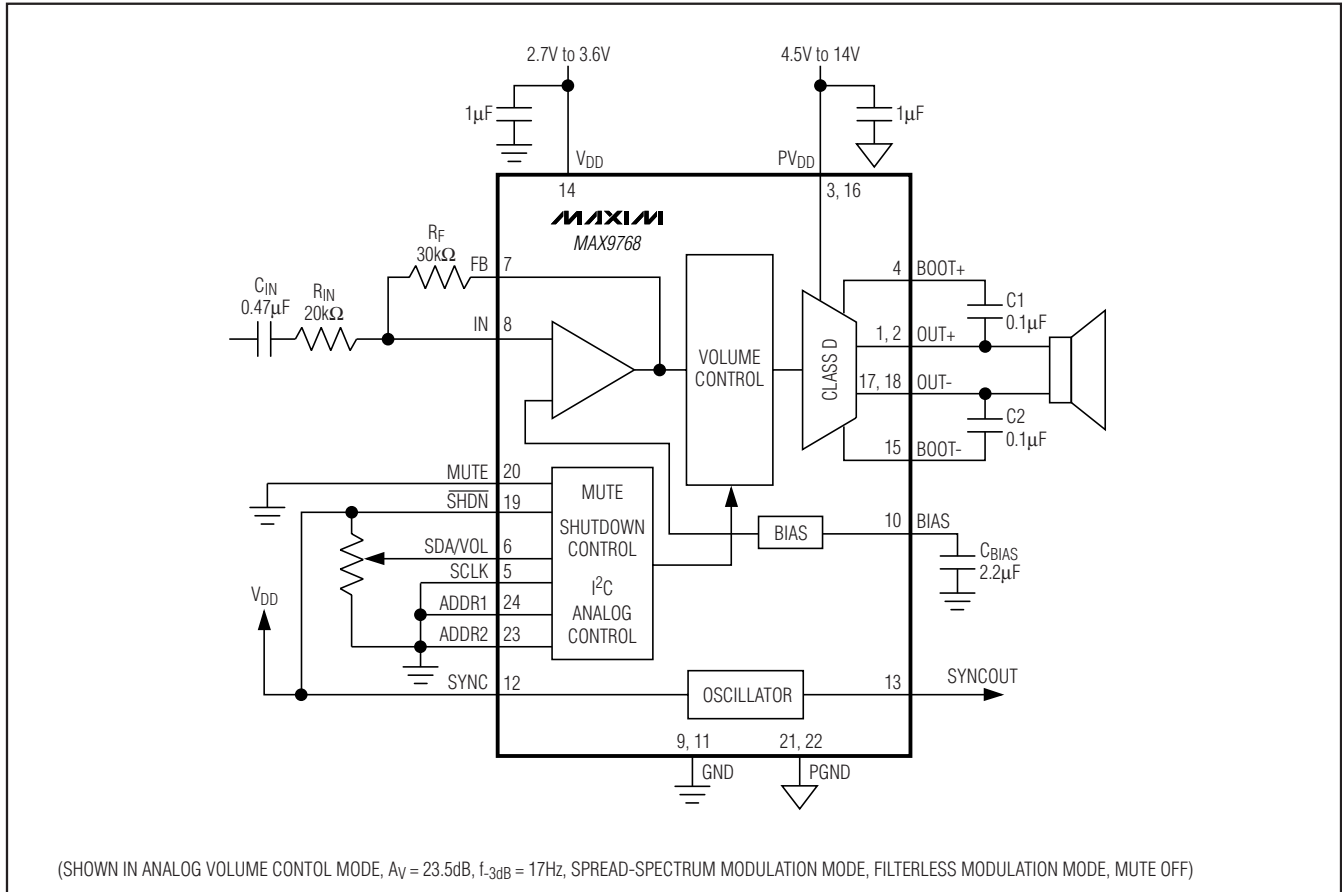 2.7V to 3.6V
4.5V to 14V
1µF
1µF
VDD
PVDD
14
3, 16
MAXIM
MAX9768
RF
30kΩ
FB
7
CIN
0.47µF
RIN
20kΩ
IN
8
VOLUME
CONTROL
CLASS D
4
BOOT+
C1
0.1µF
1, 2
OUT+
17, 18
OUT-
C2
0.1µF
15
BOOT-
MUTE
20
SHDN
19
SDA/VOL
6
SCLK
5
ADDR1
24
ADDR2
23
MUTE
SHUTDOWN
CONTROL
I2C
ANALOG
CONTROL
BIAS
10
BIAS
CBIAS
2.2µF
VDD
SYNC
12
OSCILLATOR
13
SYNCOUT
9, 11
GND
21, 22
PGND
(SHOWN IN ANALOG VOLUME CONTOL MODE, AV = 23.5dB, f-3dB = 17Hz, SPREAD-SPECTRUM MODULATION MODE, FILTERLESS MODULATION MODE, MUTE OFF)